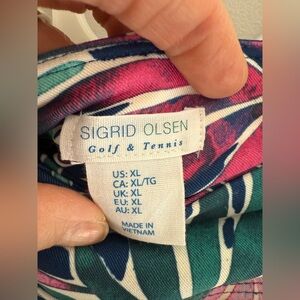 SIGRID OLSEN
Golf & Tennis
US: XL
CA: XL/TG
UK: XL
EU: XL
AU: XL
MADE IN
VIETNAM